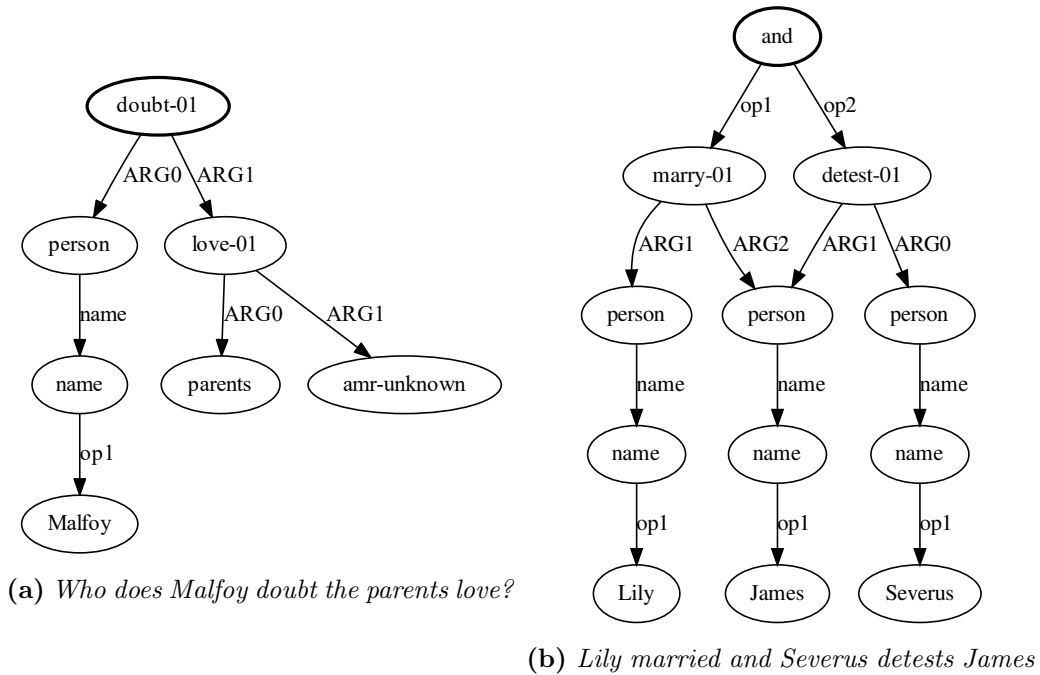 doubt-01
ARG0 ARG1
person love-01
name ARG0 ARG1
name parents amr-unknown
op1
Malfoy
(a) Who does Malfoy doubt the parents love?
and
op1 op2
marry-01 detest-01
ARG1 ARG2 ARG1 ARG0
person person person
name name name
name name name
op1 op1 op1
Lily James Severus
(b) Lily married and Severus detests James